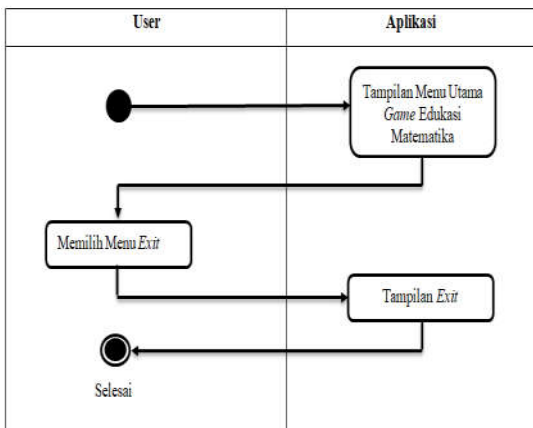 User
Aplikasi
Tampilan Menu Utama
Game Edukasi
Matematika
Memilih Menu Exit
Tampilan Exit
Selesai